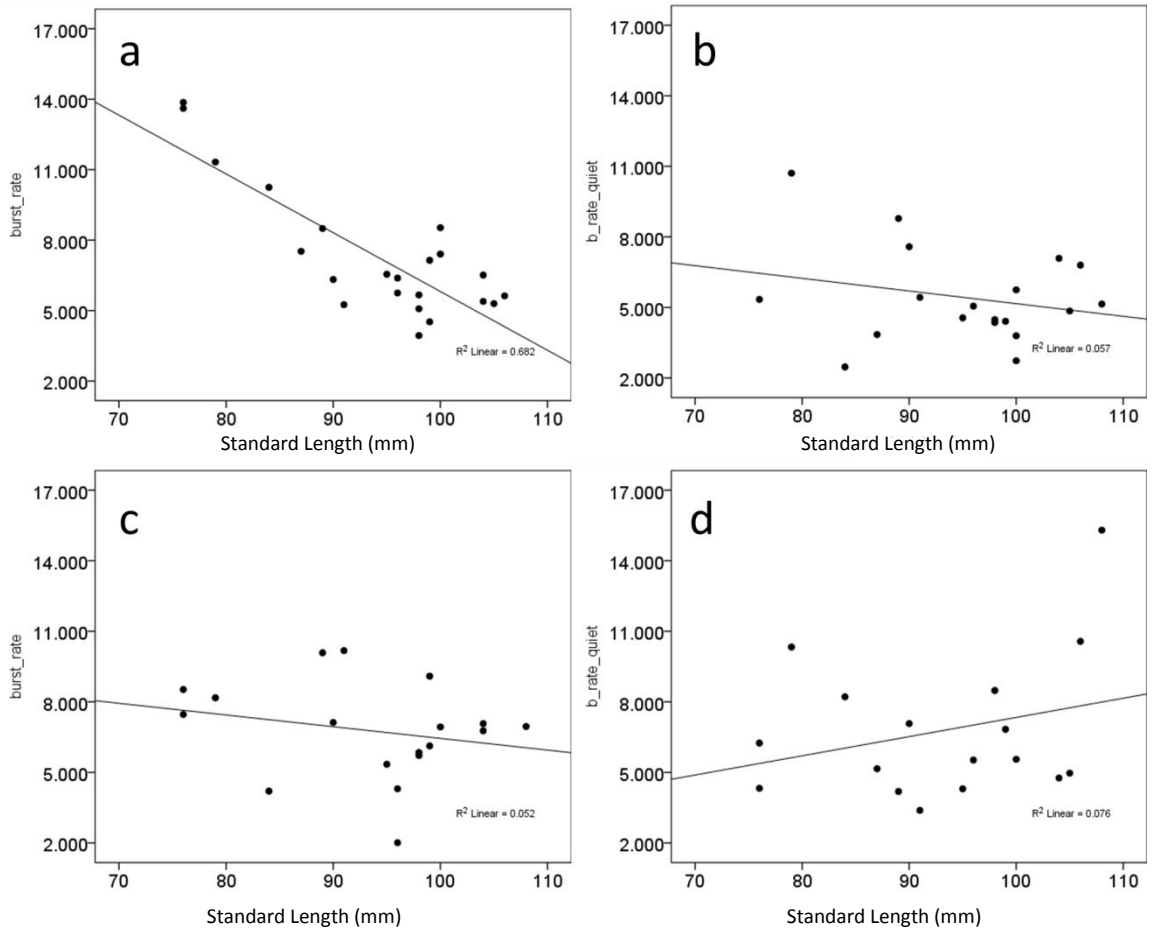 a
17.000
14.000
11.000
8.000
5.000
2.000
burst_rate
R² Linear = 0.682
70 80 90 100 110
Standard Length (mm)
b
17.000
14.000
11.000
8.000
5.000
2.000
b_rate_quiet
R² Linear = 0.057
70 80 90 100 110
Standard Length (mm)
c
17.000
14.000
11.000
8.000
5.000
2.000
burst_rate
R² Linear = 0.052
70 80 90 100 110
Standard Length (mm)
d
17.000
14.000
11.000
8.000
5.000
2.000
b_rate_quiet
R² Linear = 0.076
70 80 90 100 110
Standard Length (mm)